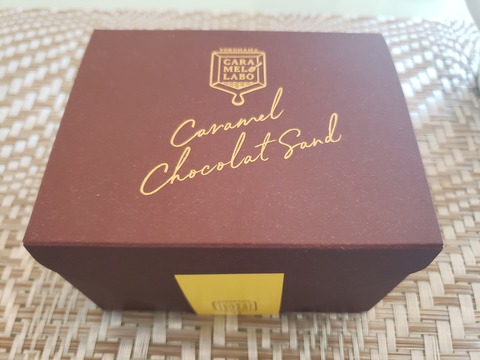 YOKOHAMA
CARA
MEL
LABO
Caramel
Chocolat Sand